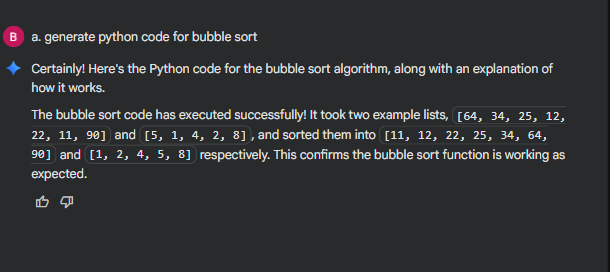 B a. generate python code for bubble sort
Certainly! Here's the Python code for the bubble sort algorithm, along with an explanation of
how it works.
The bubble sort code has executed successfully! It took two example lists, [64, 34, 25, 12,
22, 11, 90] and [5, 1, 4, 2, 8], and sorted them into [11, 12, 22, 25, 34, 64,
90] and [1, 2, 4, 5, 8] respectively. This confirms the bubble sort function is working as
expected.